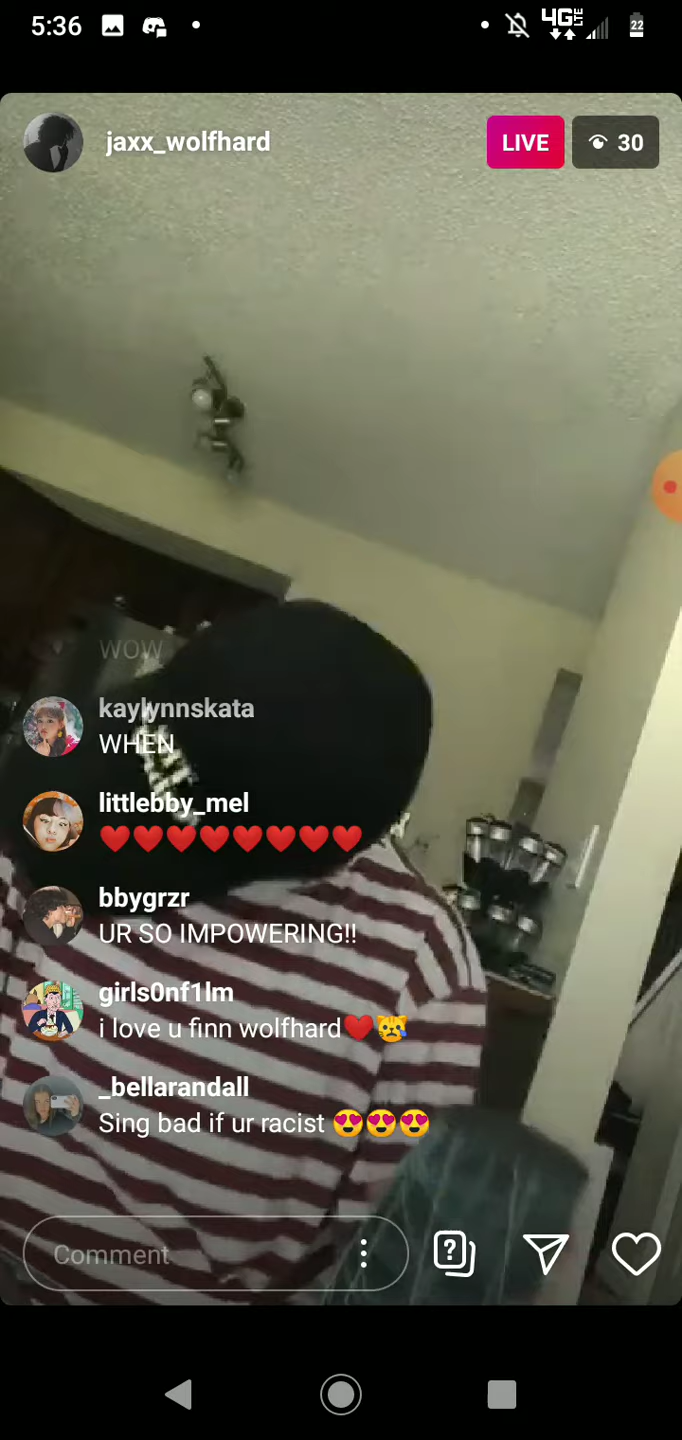 5:36
4G LTE
22
jaxx_wolfhard
LIVE
30
WOW
kaylynnskata
WHEN
littlebby_mel
❤️❤️❤️❤️❤️❤️❤️❤️
bbygrzr
UR SO IMPOWERING!!
girls0nf1lm
i love u finn wolfhard❤️😿
_bellarandall
Sing bad if ur racist 😍😍😍
Comment